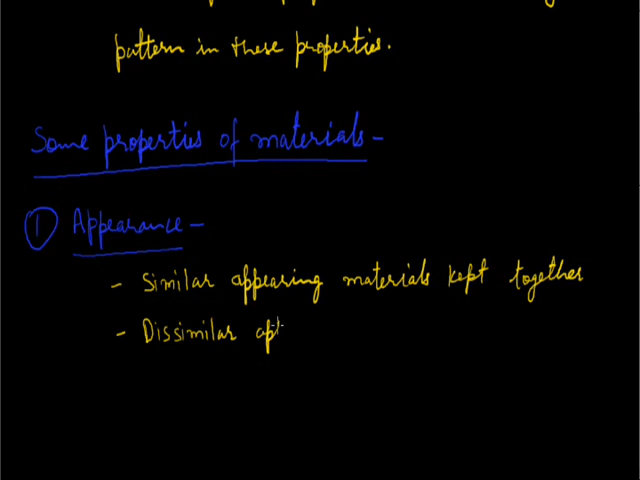 pattern in these properties.
Some properties of materials -
① Appearance -
- Similar appearing materials kept together
- Dissimilar ap